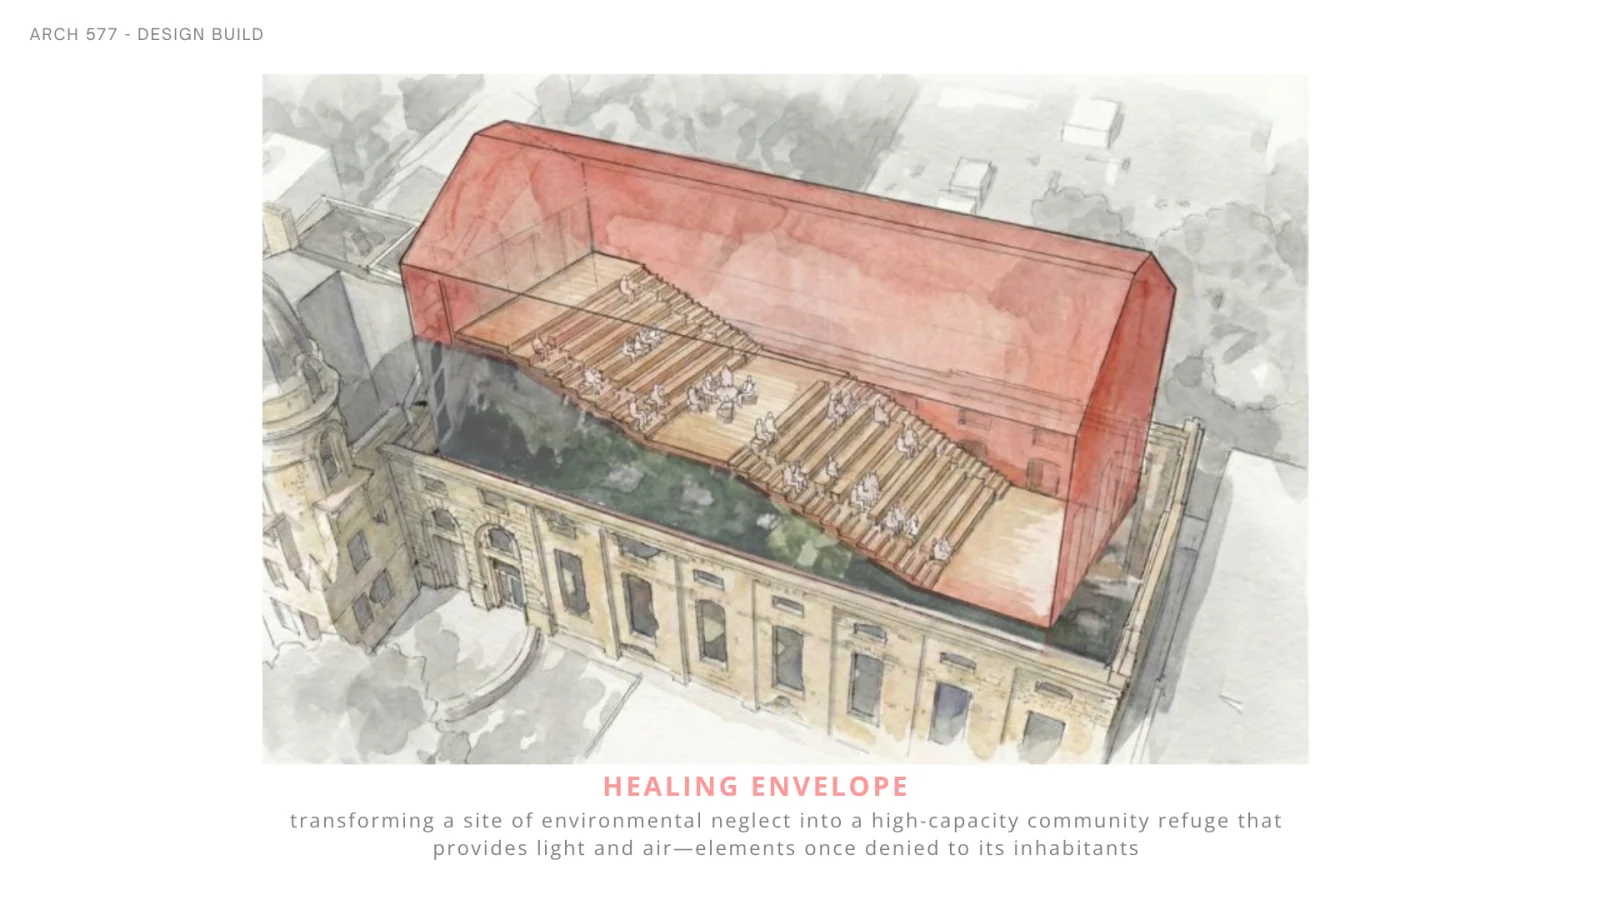 ARCH 577 - DESIGN BUILD
HEALING ENVELOPE
transforming a site of environmental neglect into a high-capacity community refuge that
provides light and air—elements once denied to its inhabitants